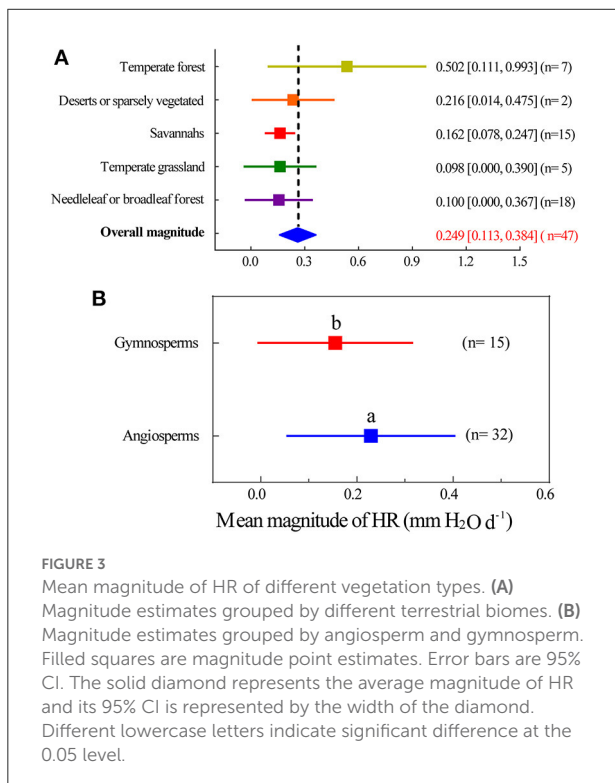 A
Temperate forest 0.502 [0.111, 0.993] (n= 7)
Deserts or sparsely vegetated 0.216 [0.014, 0.475] (n= 2)
Savannahs 0.162 [0.078, 0.247] (n=15)
Temperate grassland 0.098 [0.000, 0.390] (n= 5)
Needleleaf or broadleaf forest 0.100 [0.000, 0.367] (n=18)
Overall magnitude 0.249 [0.113, 0.384] ( n=47)
0.0 0.3 0.6 0.9 1.2 1.5
B
b
Gymnosperms (n= 15)
a
Angiosperms (n= 32)
0.0 0.2 0.4 0.6
Mean magnitude of HR (mm H₂O d⁻¹)
FIGURE 3
Mean magnitude of HR of different vegetation types. (A)
Magnitude estimates grouped by different terrestrial biomes. (B)
Magnitude estimates grouped by angiosperm and gymnosperm.
Filled squares are magnitude point estimates. Error bars are 95%
CI. The solid diamond represents the average magnitude of HR
and its 95% CI is represented by the width of the diamond.
Different lowercase letters indicate significant difference at the
0.05 level.